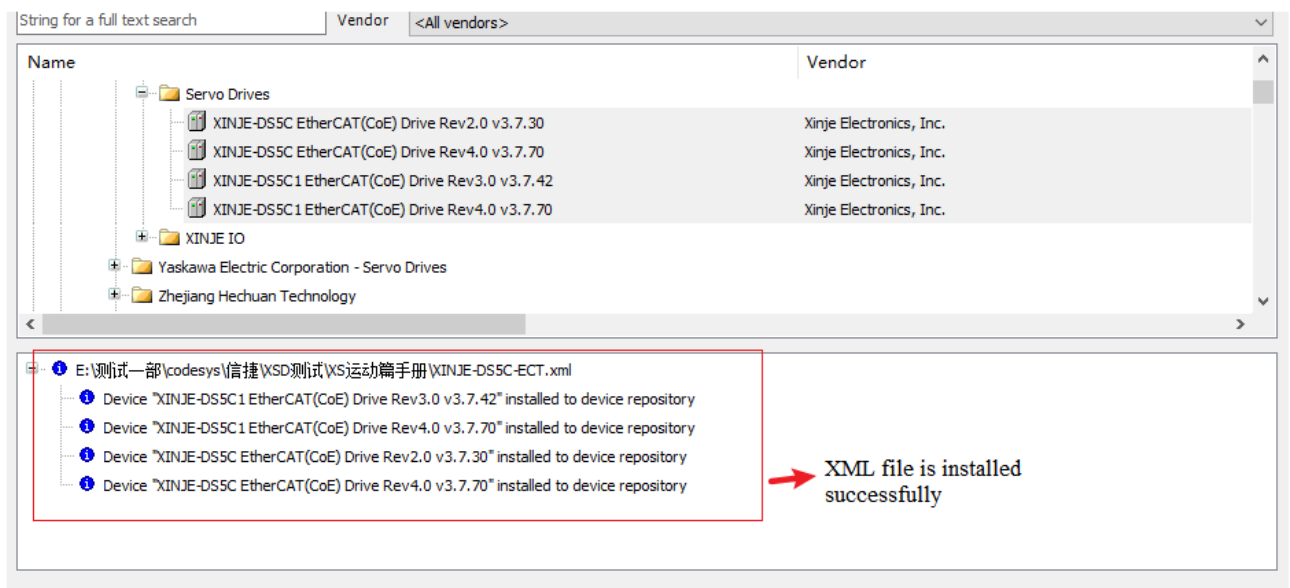 String for a full text search Vendor <All vendors>
Name Vendor
Servo Drives
XINJE-DS5C EtherCAT(CoE) Drive Rev2.0 v3.7.30 Xinje Electronics, Inc.
XINJE-DS5C EtherCAT(CoE) Drive Rev4.0 v3.7.70 Xinje Electronics, Inc.
XINJE-DS5C1 EtherCAT(CoE) Drive Rev3.0 v3.7.42 Xinje Electronics, Inc.
XINJE-DS5C1 EtherCAT(CoE) Drive Rev4.0 v3.7.70 Xinje Electronics, Inc.
XINJE IO
Yaskawa Electric Corporation - Servo Drives
Zhejiang Hechuan Technology
E:\测试一部\codesys\信捷\XSD测试\XS运动篇手册\XINJE-DS5C-ECT.xml
Device "XINJE-DS5C1 EtherCAT(CoE) Drive Rev3.0 v3.7.42" installed to device repository
Device "XINJE-DS5C1 EtherCAT(CoE) Drive Rev4.0 v3.7.70" installed to device repository
Device "XINJE-DS5C EtherCAT(CoE) Drive Rev2.0 v3.7.30" installed to device repository
Device "XINJE-DS5C EtherCAT(CoE) Drive Rev4.0 v3.7.70" installed to device repository
XML file is installed
successfully